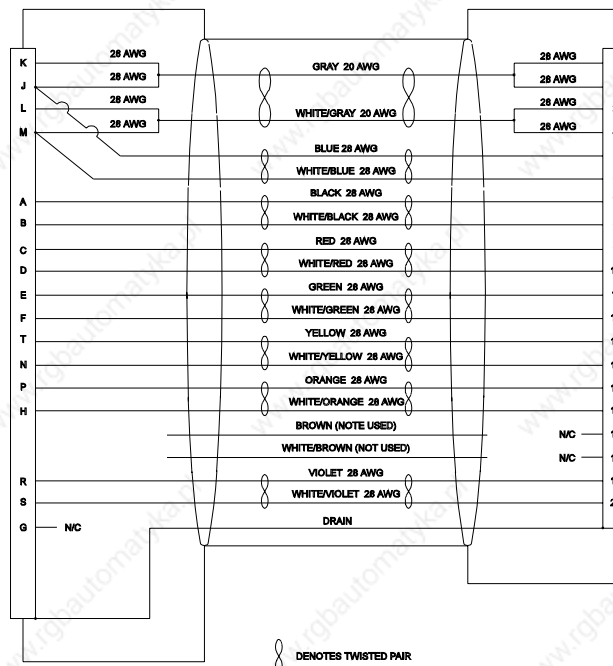 K 28 AWG GRAY 20 AWG 28 AWG
J 28 AWG 28 AWG
L 28 AWG 28 AWG
WHITE/GRAY 20 AWG
M 28 AWG 28 AWG
BLUE 28 AWG
WHITE/BLUE 28 AWG
A BLACK 28 AWG
B WHITE/BLACK 28 AWG
C RED 28 AWG
D WHITE/RED 28 AWG
E GREEN 28 AWG
F WHITE/GREEN 28 AWG
T YELLOW 28 AWG
N WHITE/YELLOW 28 AWG
P ORANGE 28 AWG
H WHITE/ORANGE 28 AWG
BROWN (NOTE USED) N/C
WHITE/BROWN (NOT USED) N/C
R VIOLET 28 AWG
S WHITE/VIOLET 28 AWG
G N/C DRAIN
DENOTES TWISTED PAIR
www.rgbautomatyka.pl